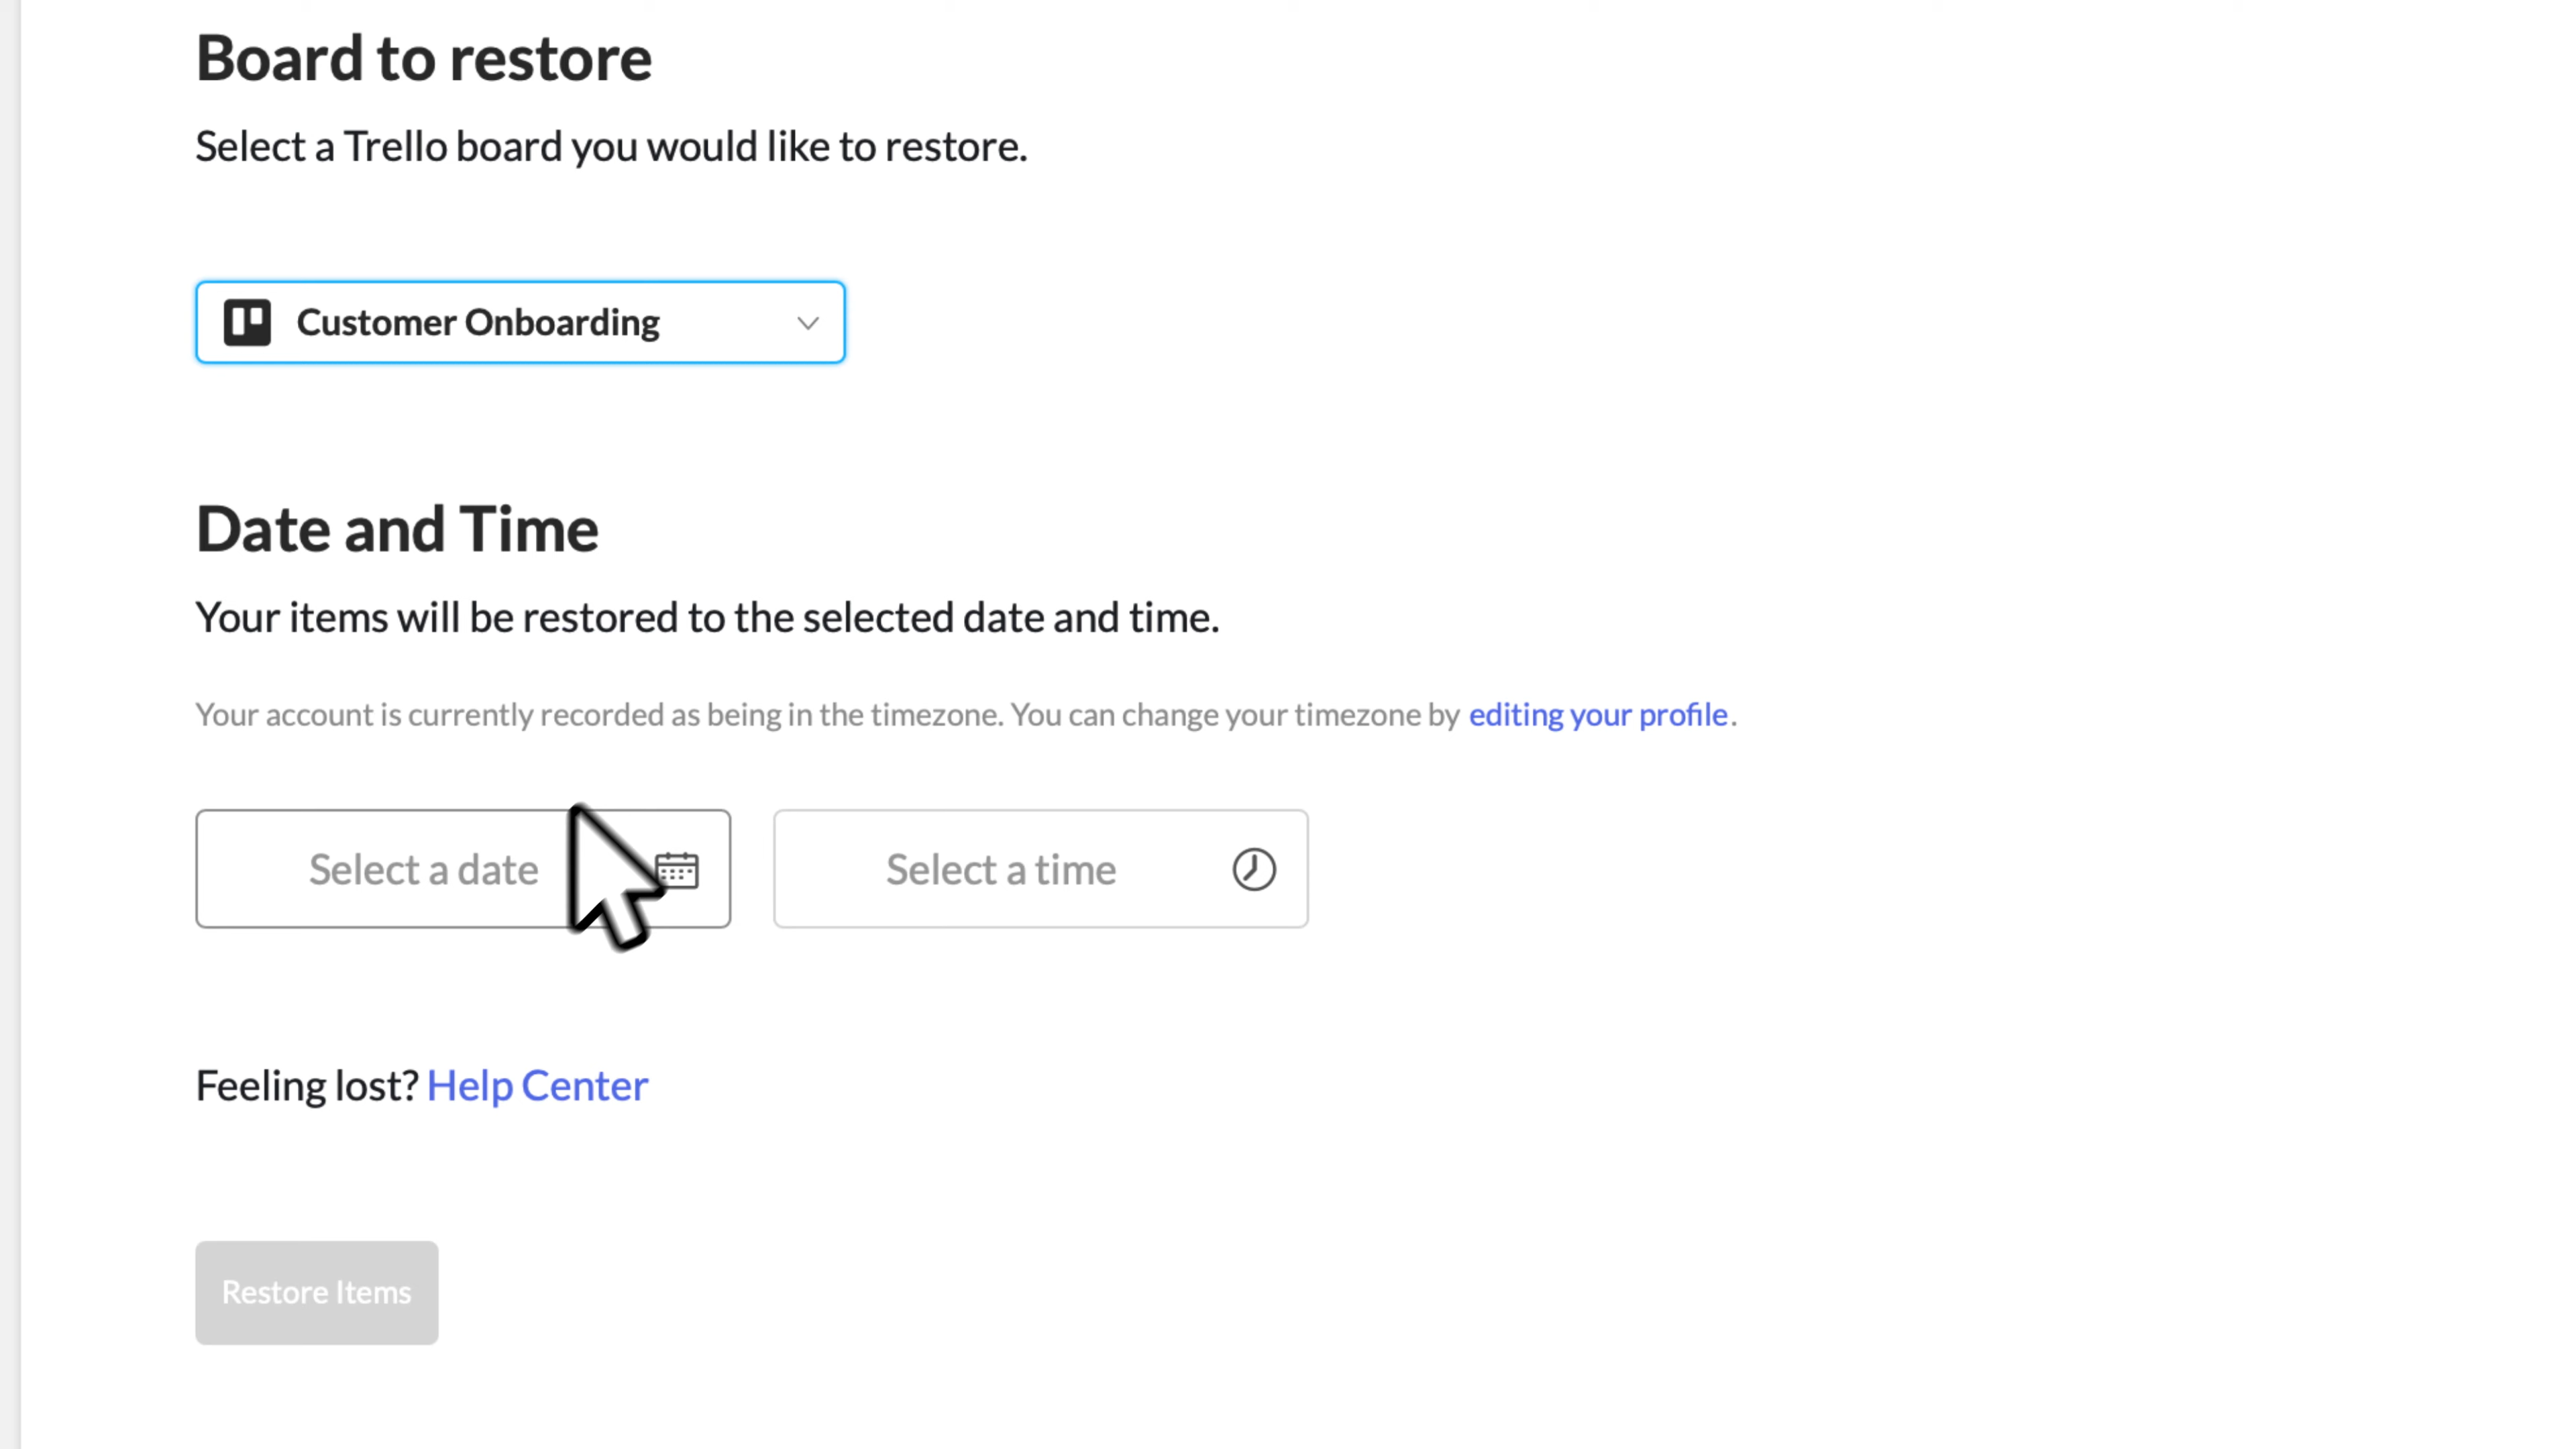 Board to restore
Select a Trello board you would like to restore.
Customer Onboarding
Date and Time
Your items will be restored to the selected date and time.
Your account is currently recorded as being in the timezone. You can change your timezone by editing your profile.
Select a date
Select a time
Feeling lost? Help Center
Restore Items